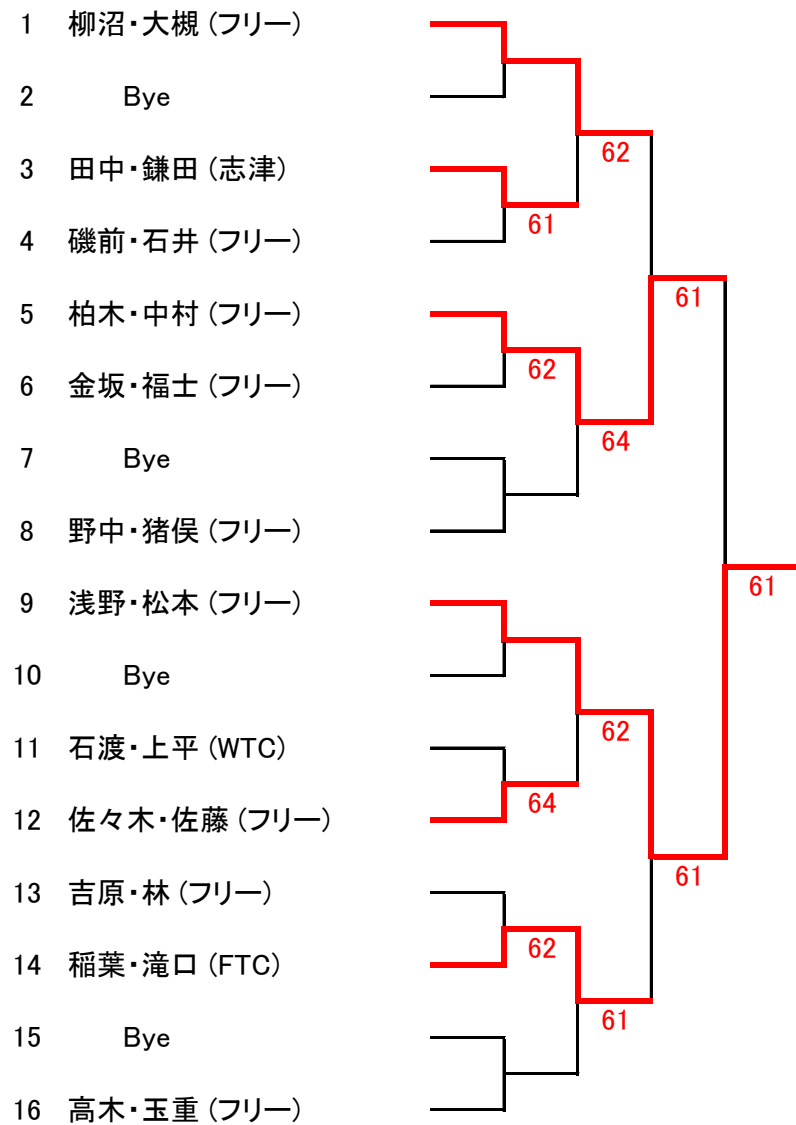 1 柳沼・大槻 (フリー)
2 Bye
62
3 田中・鎌田 (志津)
61
4 磯前・石井 (フリー)
61
5 柏木・中村 (フリー)
62
6 金坂・福士 (フリー)
64
7 Bye
8 野中・猪俣 (フリー)
61
9 浅野・松本 (フリー)
10 Bye
62
11 石渡・上平 (WTC)
64
12 佐々木・佐藤 (フリー)
61
13 吉原・林 (フリー)
62
14 稲葉・滝口 (FTC)
61
15 Bye
16 高木・玉重 (フリー)